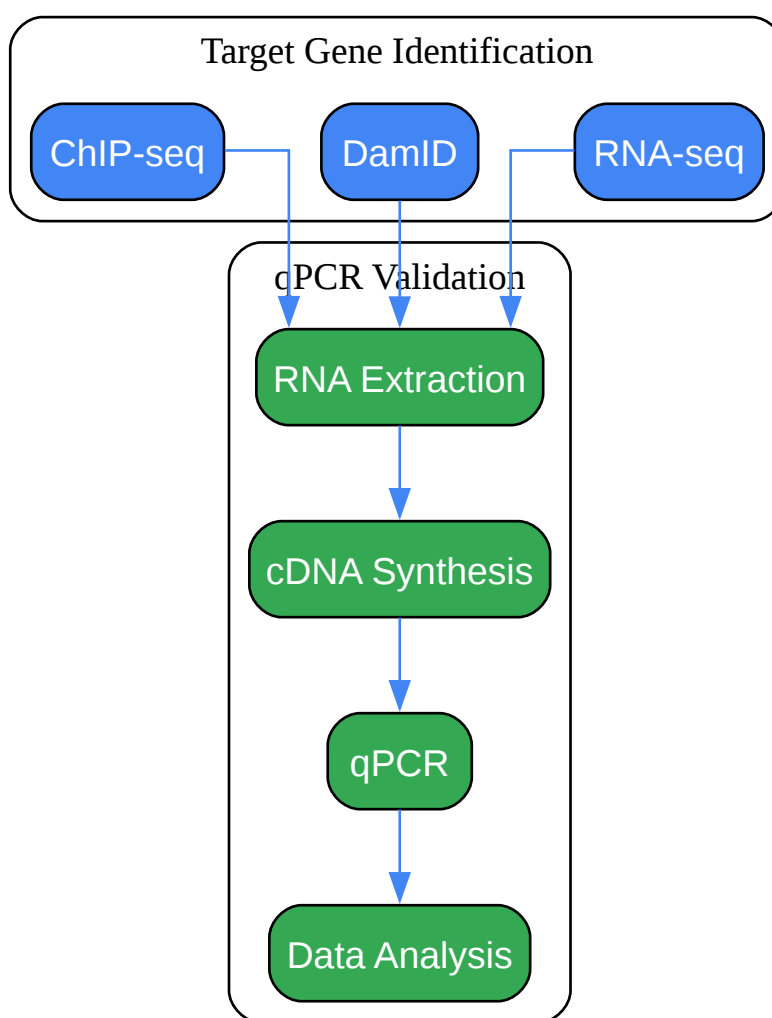 Target Gene Identification
ChIP-seq
DamID
RNA-seq
qPCR Validation
RNA Extraction
cDNA Synthesis
qPCR
Data Analysis